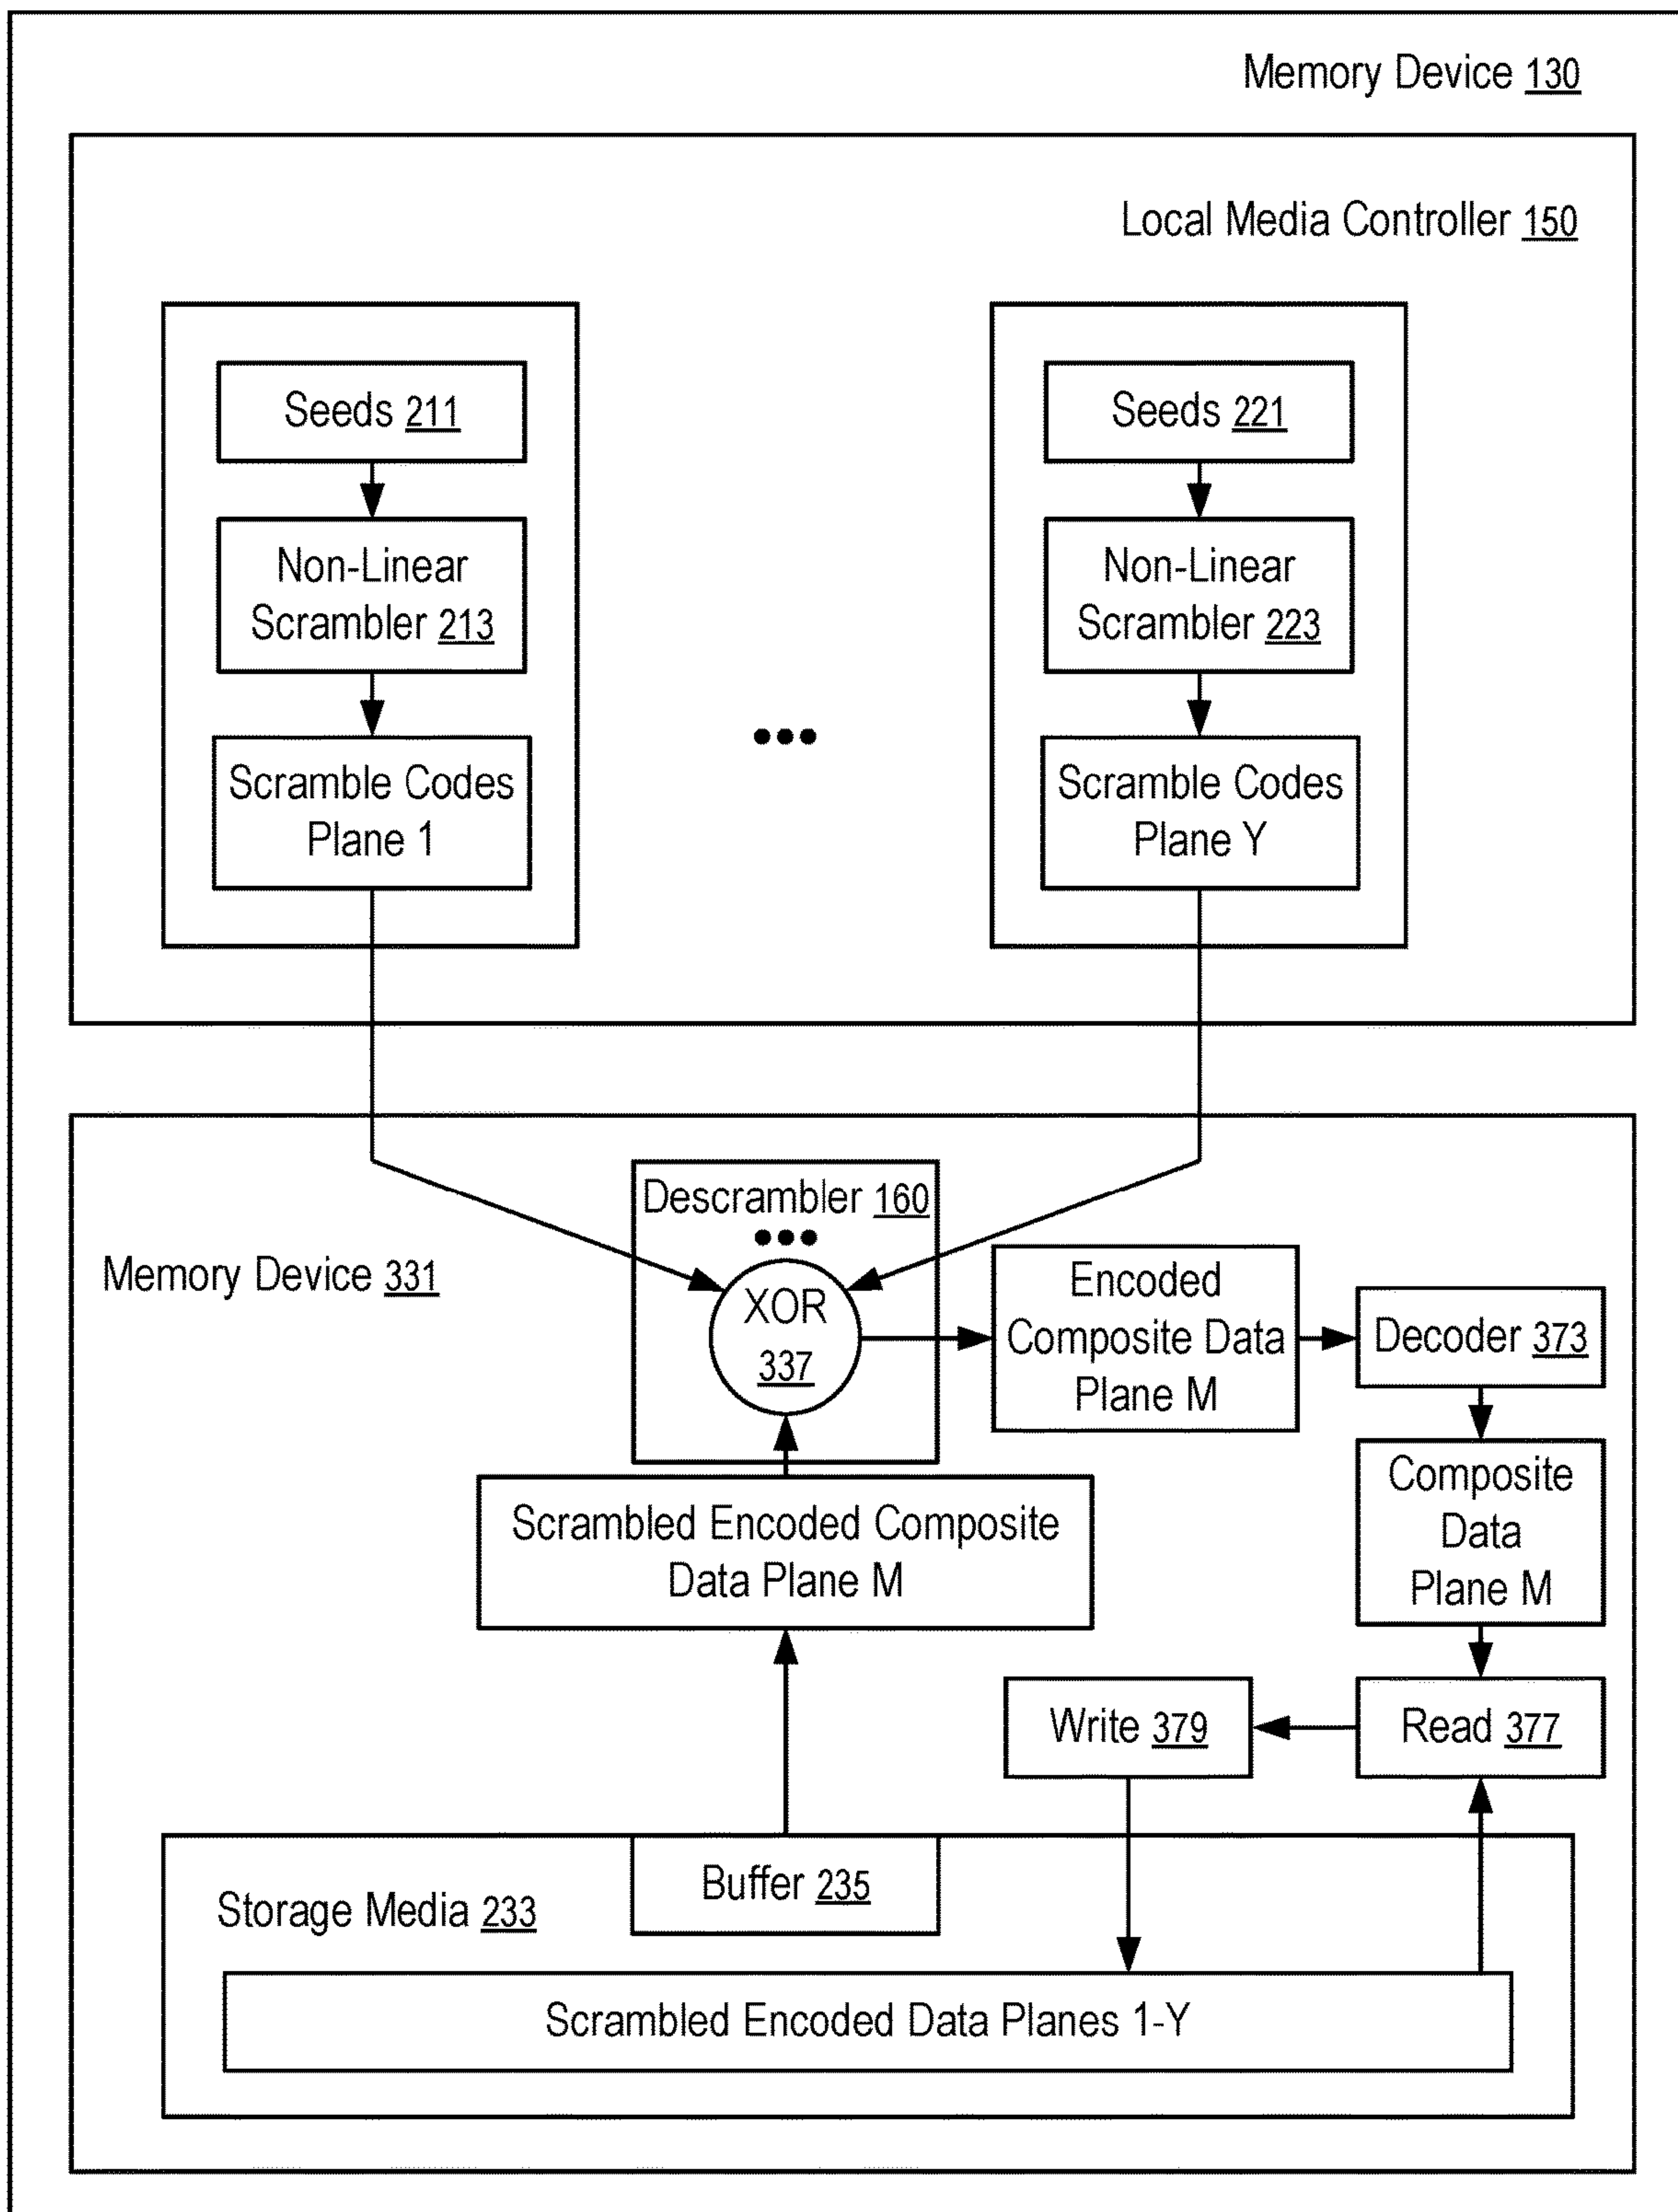 Memory Device 130
Local Media Controller 150
Seeds 211
Non-Linear
Scrambler 213
Scramble Codes
Plane 1
Seeds 221
Non-Linear
Scrambler 223
Scramble Codes
Plane Y
Memory Device 331
Descrambler 160
XOR
337
Encoded
Composite Data
Plane M
Decoder 373
Composite
Data
Plane M
Scrambled Encoded Composite
Data Plane M
Write 379
Read 377
Buffer 235
Storage Media 233
Scrambled Encoded Data Planes 1-Y